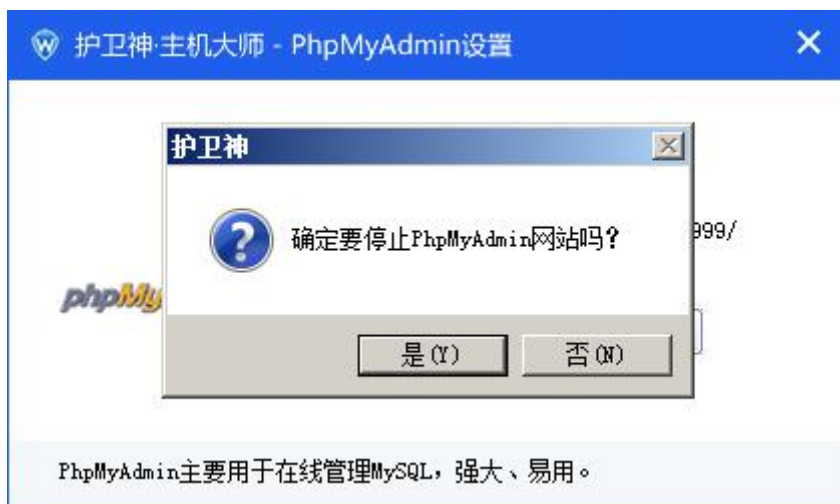 护卫神·主机大师 - PhpMyAdmin设置
护卫神
确定要停止PhpMyAdmin网站吗?
999/
phpMy
是(Y)
否(N)
PhpMyAdmin主要用于在线管理MySQL，强大、易用。